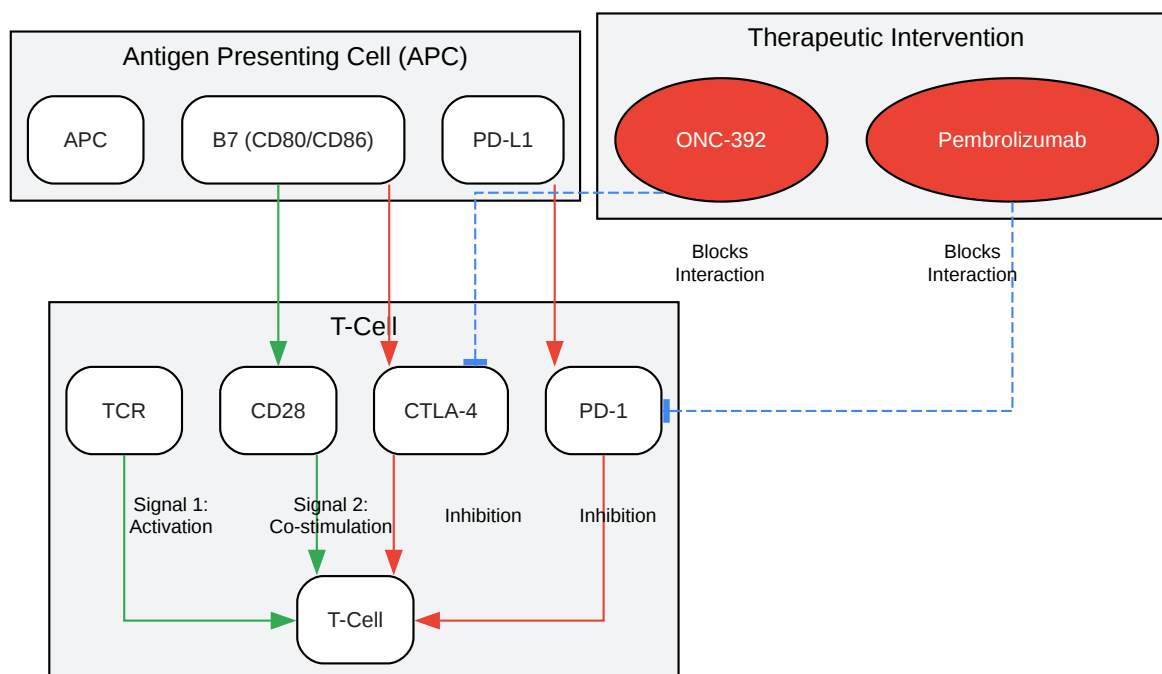 Antigen Presenting Cell (APC)
Therapeutic Intervention
APC
B7 (CD80/CD86)
PD-L1
ONC-392
Pembrolizumab
Blocks
Interaction
Blocks
Interaction
T-Cell
TCR
CD28
CTLA-4
PD-1
Signal 1:
Activation
Signal 2:
Co-stimulation
Inhibition
Inhibition
T-Cell